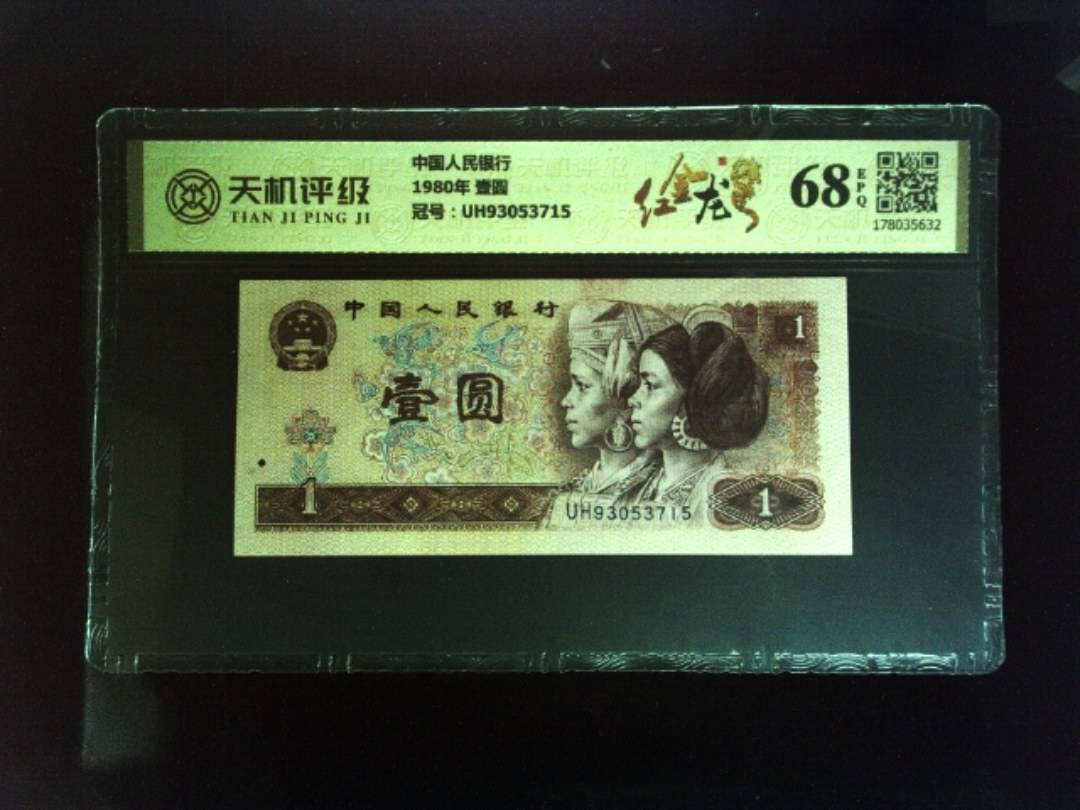 天机评级
TIAN JI PING JI
中国人民银行
1980年 壹圆
冠号：UH93053715
红金龙
68
EPQ
178035632
中国人民银行
1
壹圆
1
UH93053715
1